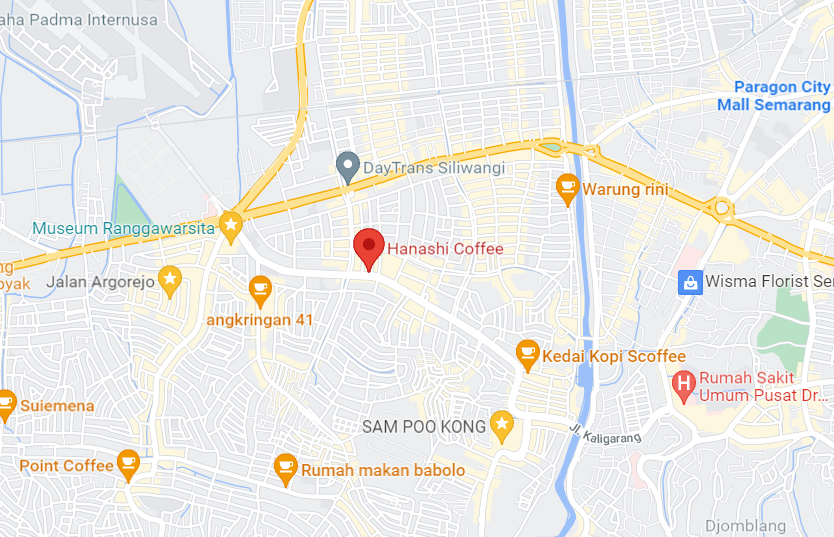 aha Padma Internusa
Paragon City
Mall Semarang
DayTrans Siliwangi
Warung rini
Museum Ranggawarsita
Hanashi Coffee
ng
oyak
Jalan Argorejo
Wisma Florist Ser
angkringan 41
Kedai Kopi Scoffee
Rumah Sakit
Umum Pusat Dr...
Suiemena
SAM POO KONG
Jl. Kaligarang
Point Coffee
Rumah makan babolo
Djomblang